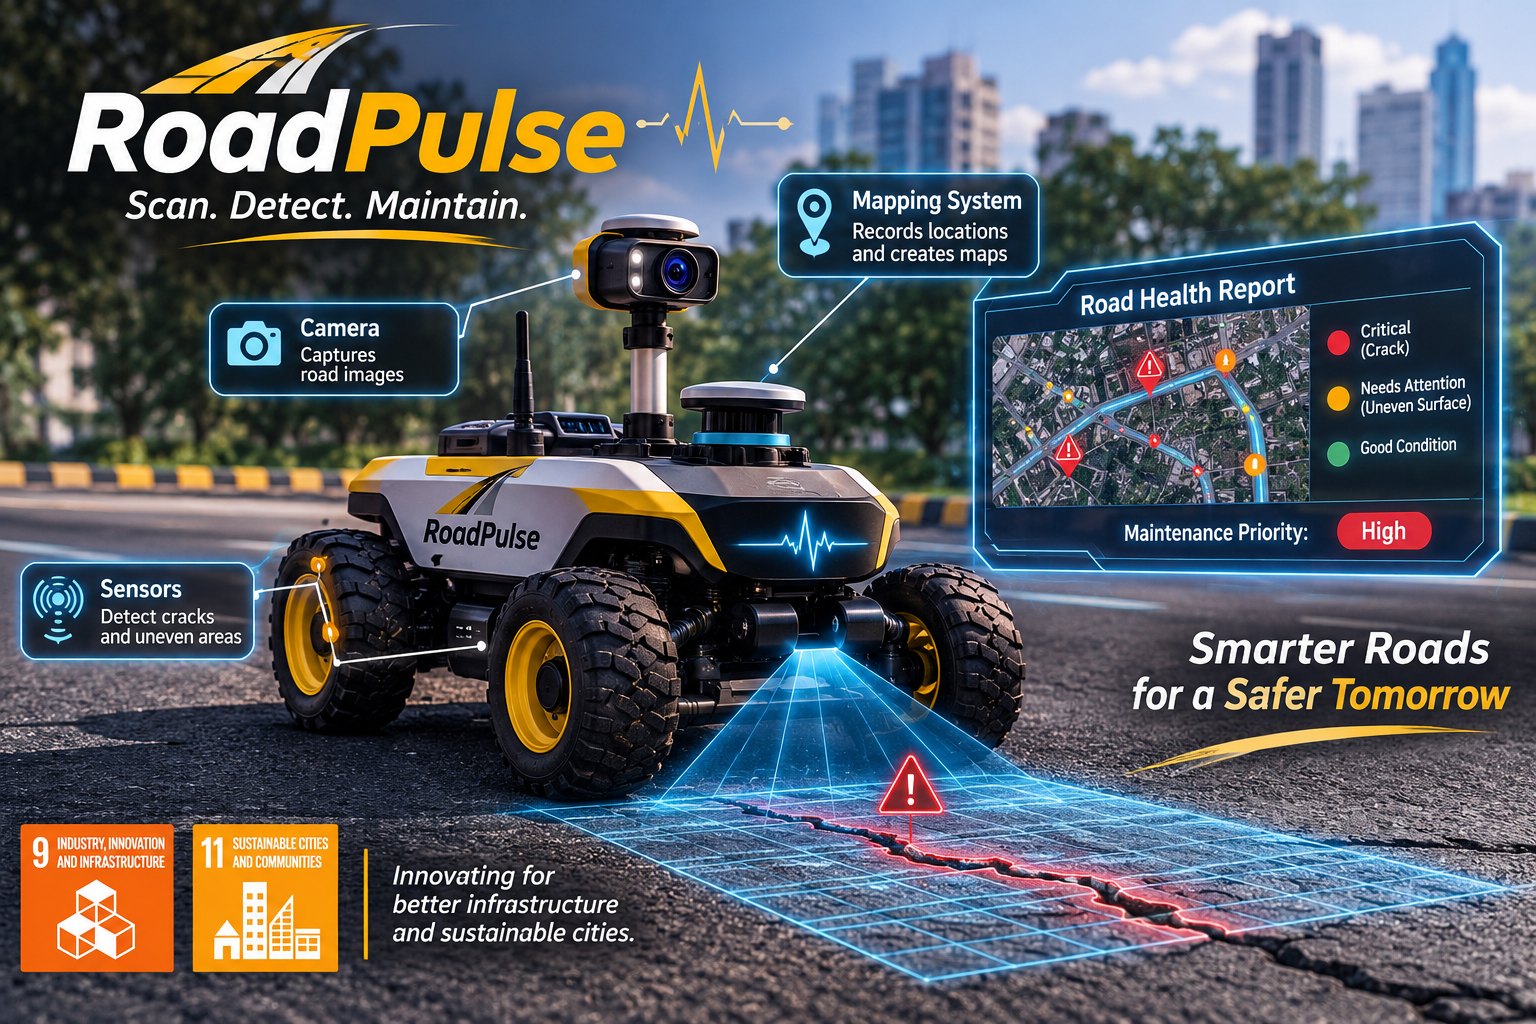 RoadPulse
Scan. Detect. Maintain.
Mapping System
Records locations
and creates maps
Camera
Captures
road images
Road Health Report
Critical
(Crack)
Needs Attention
(Uneven Surface)
Good Condition
Maintenance Priority:
High
RoadPulse
Sensors
Detect cracks
and uneven areas
Smarter Roads
for a Safer Tomorrow
9 INDUSTRY, INNOVATION
AND INFRASTRUCTURE
11 SUSTAINABLE CITIES
AND COMMUNITIES
Innovating for
better infrastructure
and sustainable cities.